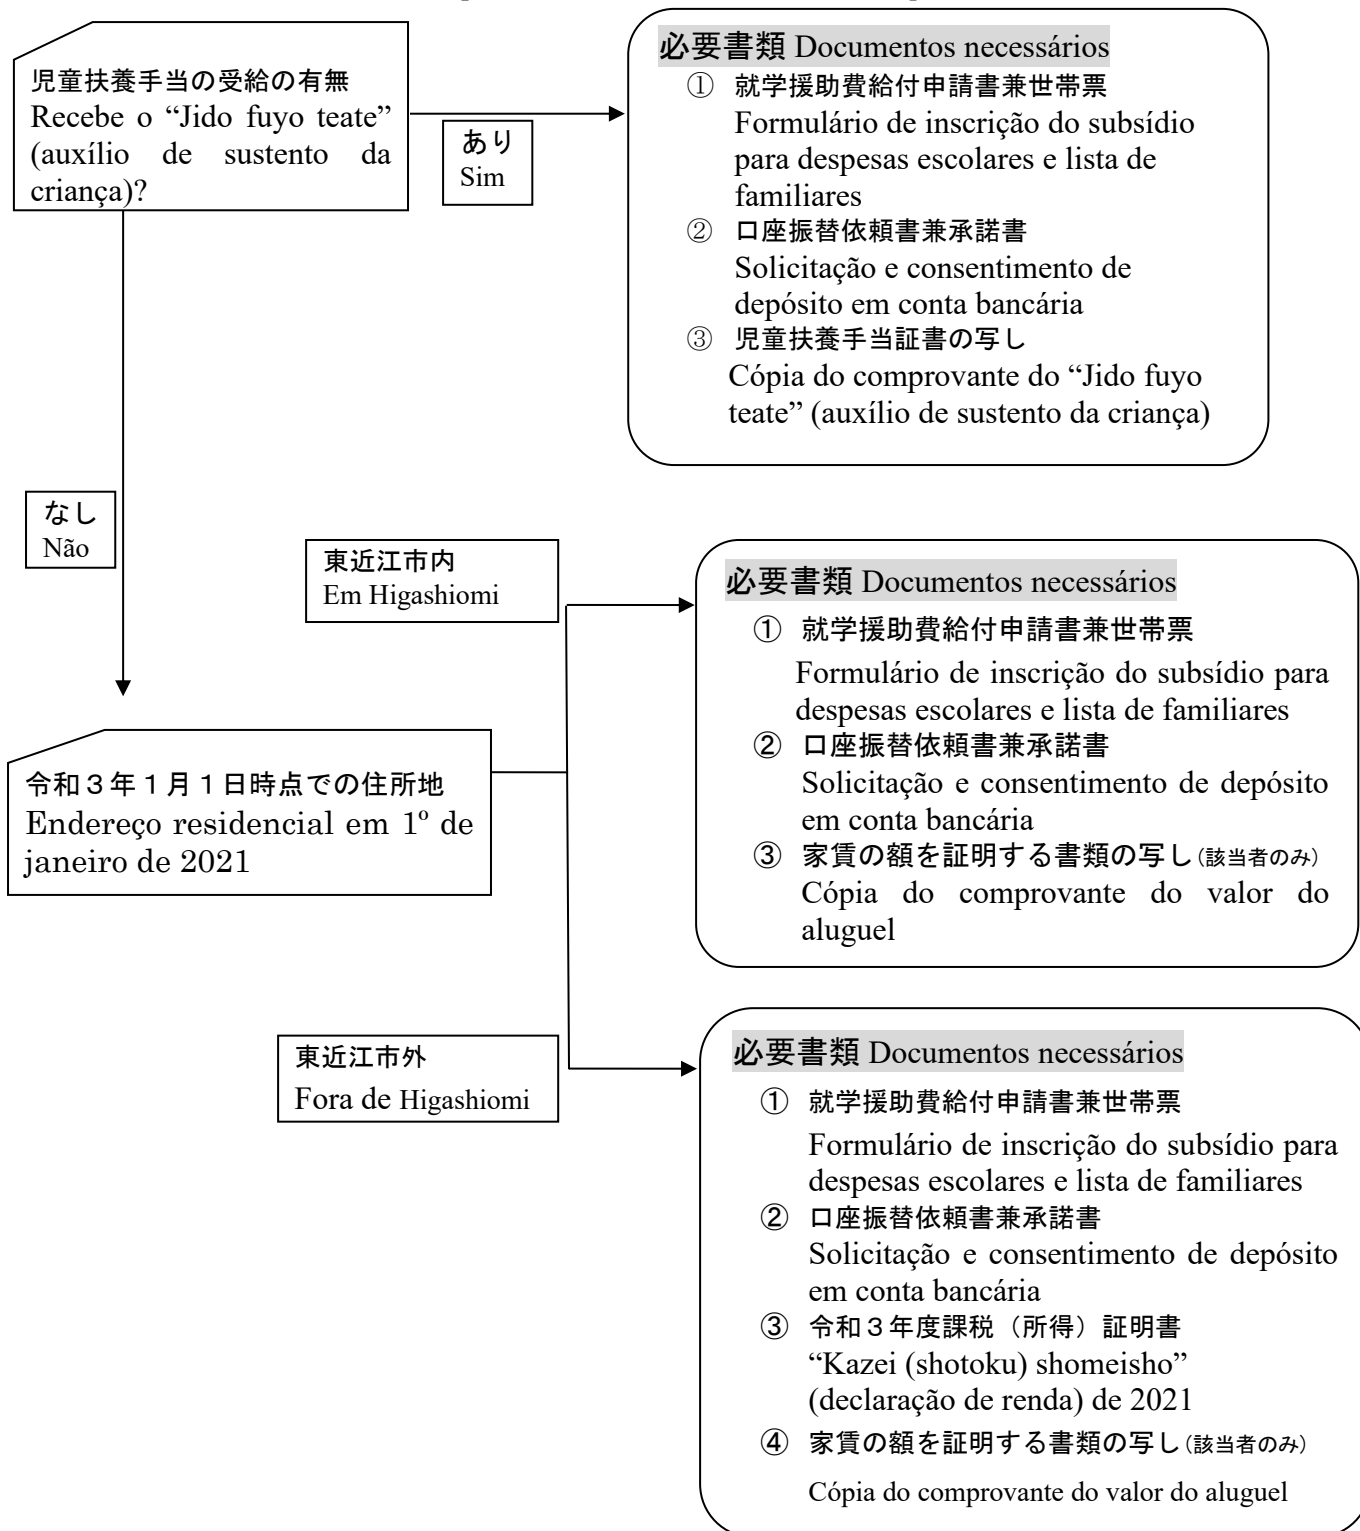 児童扶養手当の受給の有無
Recebe o “Jido fuyo teate”
(auxílio de sustento da
criança)?
あり
Sim
必要書類 Documentos necessários
① 就学援助費給付申請書兼世帯票
Formulário de inscrição do subsídio
para despesas escolares e lista de
familiares
② 口座振替依頼書兼承諾書
Solicitação e consentimento de
depósito em conta bancária
③ 児童扶養手当証書の写し
Cópia do comprovante do “Jido fuyo
teate” (auxílio de sustento da criança)
なし
Não
令和３年１月１日時点での住所地
Endereço residencial em 1º de
janeiro de 2021
東近江市内
Em Higashiomi
必要書類 Documentos necessários
① 就学援助費給付申請書兼世帯票
Formulário de inscrição do subsídio para
despesas escolares e lista de familiares
② 口座振替依頼書兼承諾書
Solicitação e consentimento de depósito
em conta bancária
③ 家賃の額を証明する書類の写し(該当者のみ)
Cópia do comprovante do valor do
aluguel
東近江市外
Fora de Higashiomi
必要書類 Documentos necessários
① 就学援助費給付申請書兼世帯票
Formulário de inscrição do subsídio para
despesas escolares e lista de familiares
② 口座振替依頼書兼承諾書
Solicitação e consentimento de depósito
em conta bancária
③ 令和３年度課税（所得）証明書
“Kazei (shotoku) shomeisho”
(declaração de renda) de 2021
④ 家賃の額を証明する書類の写し(該当者のみ)
Cópia do comprovante do valor do aluguel